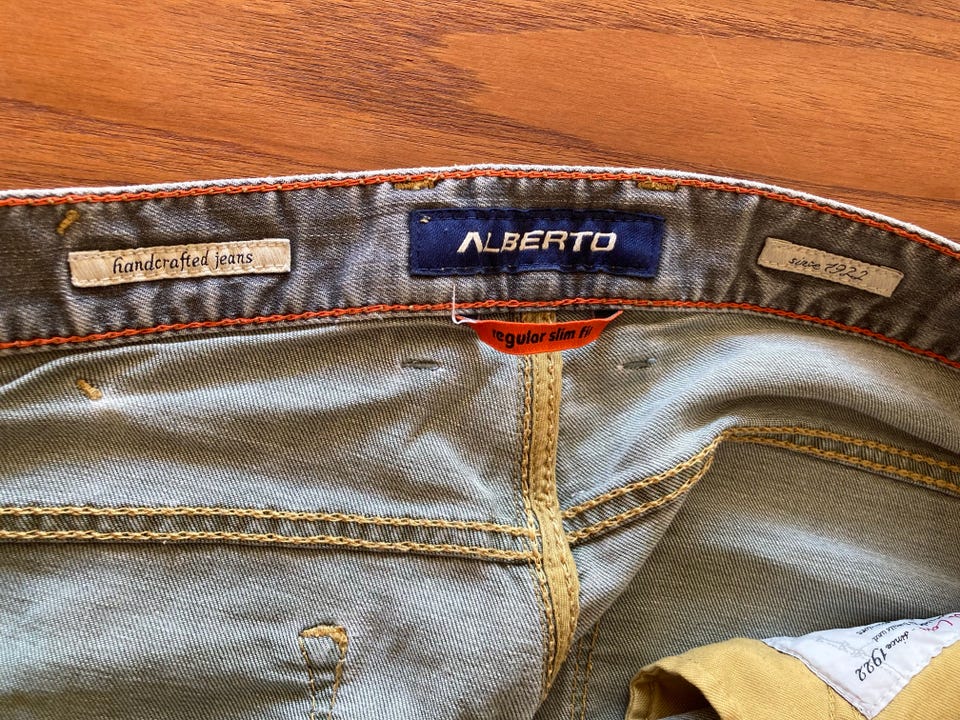 handcrafted jeans
ALBERTO
since 1922
regular slim fit
since 1922